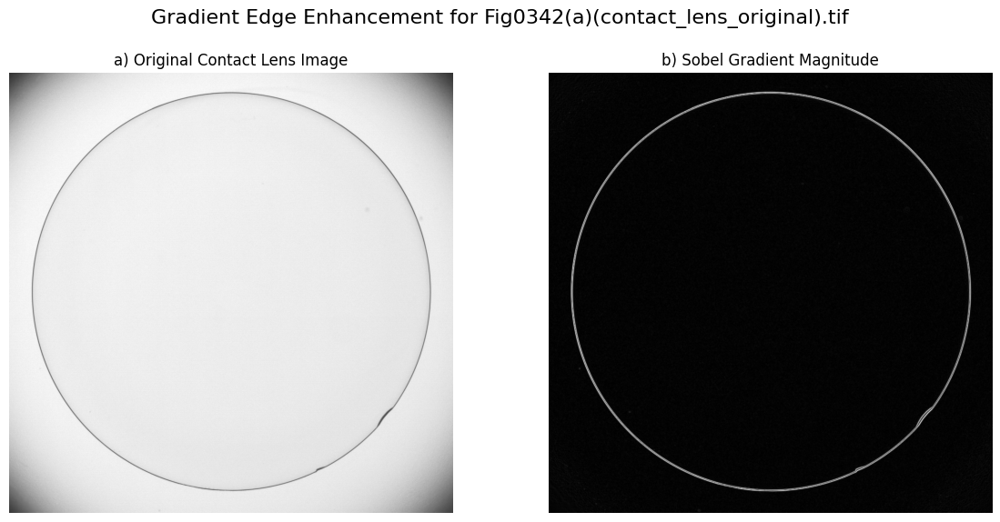 Gradient Edge Enhancement for Fig0342(a)(contact_lens_original).tif
a) Original Contact Lens Image
b) Sobel Gradient Magnitude